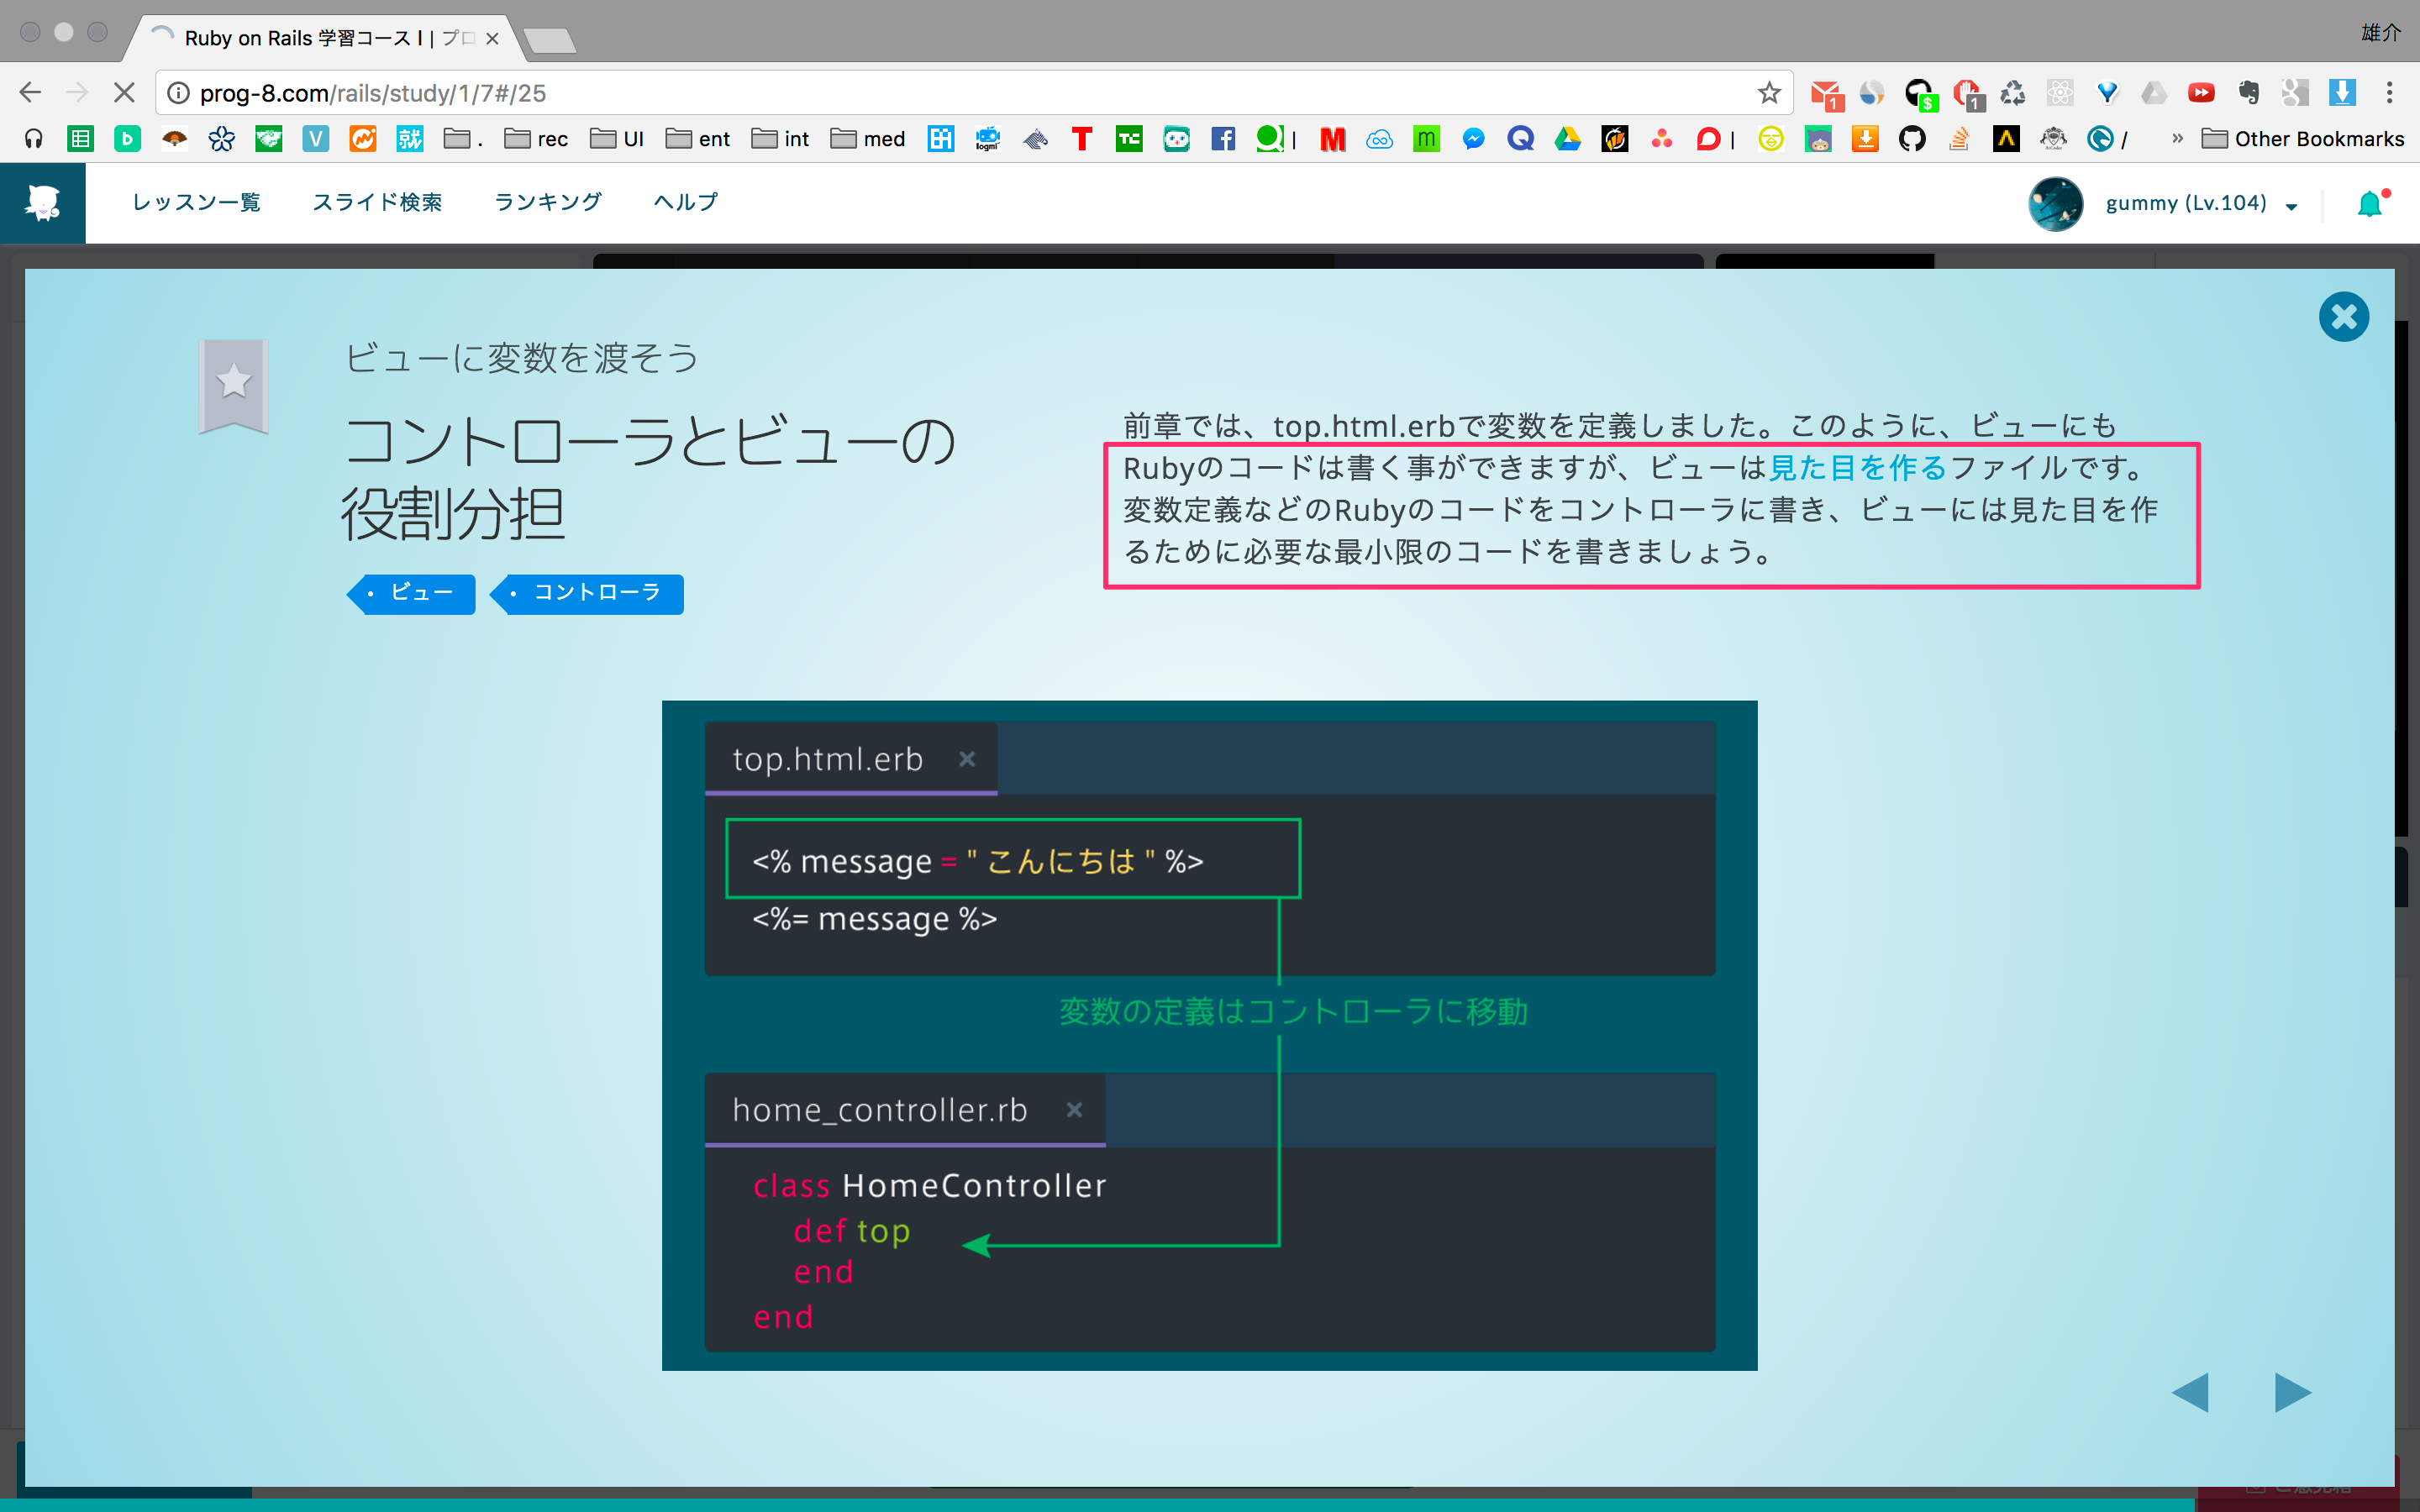 Ruby on Rails 学習コース I | プロ
雄介
prog-8.com/rails/study/1/7#/25
. rec UI ent int med Other Bookmarks
レッスン一覧 スライド検索 ランキング ヘルプ gummy (Lv.104)
ビューに変数を渡そう
コントローラとビューの
役割分担
ビュー コントローラ
前章では、top.html.erbで変数を定義しました。このように、ビューにも
Rubyのコードは書く事ができますが、ビューは見た目を作るファイルです。
変数定義などのRubyのコードをコントローラに書き、ビューには見た目を作
るために必要な最小限のコードを書きましょう。
top.html.erb ×
<% message = " こんにちは " %>
<%= message %>
変数の定義はコントローラに移動
home_controller.rb ×
class HomeController
def top
end
end